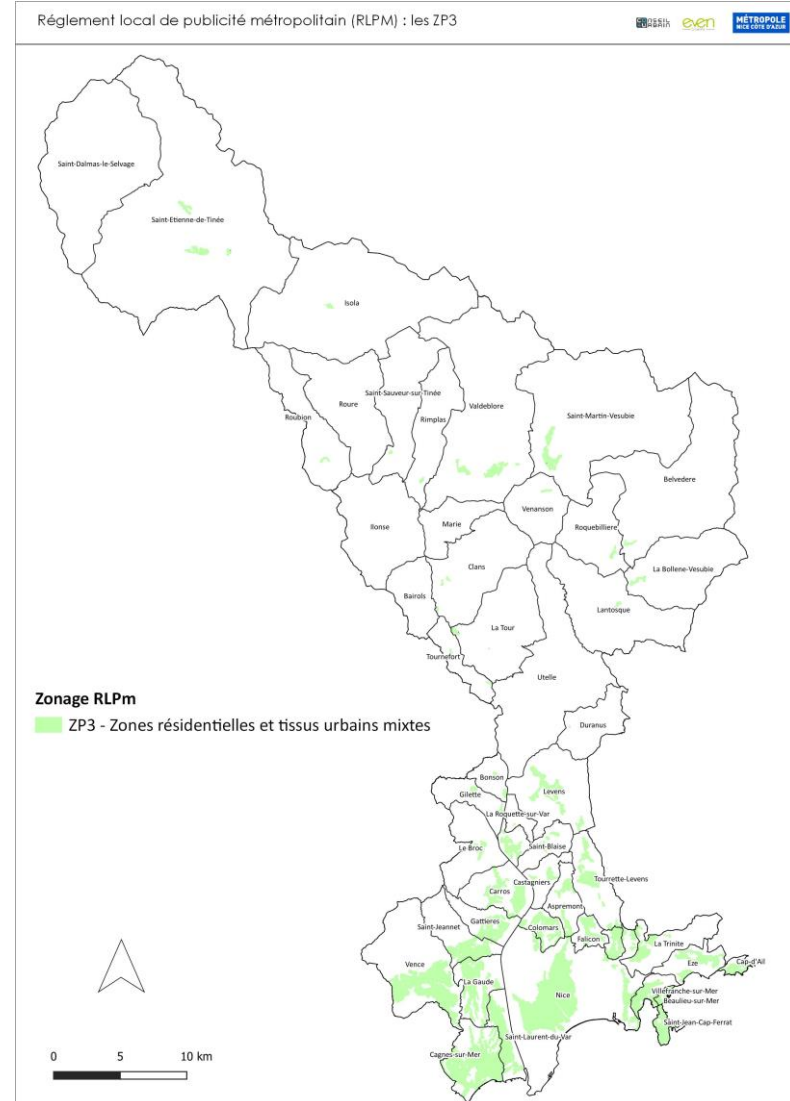 Réglement local de publicité métropolitain (RLPM) : les ZP3
even
MÉTROPOLE
NICE CÔTE D'AZUR
Saint-Dalmas-le-Selvage
Saint-Etienne-de-Tinée
Isola
Saint-Sauveur-sur-Tinée
Roubion
Roure
Rimplas
Valdeblore
Saint-Martin-Vesubie
Belvedere
Venanson
Ilonse
Marie
Roquebilliere
Clans
La Bollene-Vesubie
Bairols
Lantosque
La Tour
Tournefort
Utelle
Zonage RLPm
ZP3 - Zones résidentielles et tissus urbains mixtes
Duranus
Bonson
Gilette
Levens
La Roquette-sur-Var
Le Broc
Saint-Blaise
Castagniers
Tourrette-Levens
Carros
Aspremont
Gattieres
Saint-Jeannet
Colomars
Falicon
La Trinite
Vence
Eze
Cap-d'Ail
La Gaude
Nice
Villefranche-sur-Mer
Beaulieu-sur-Mer
Saint-Jean-Cap-Ferrat
Saint-Laurent-du-Var
Cagnes-sur-Mer
0 5 10 km